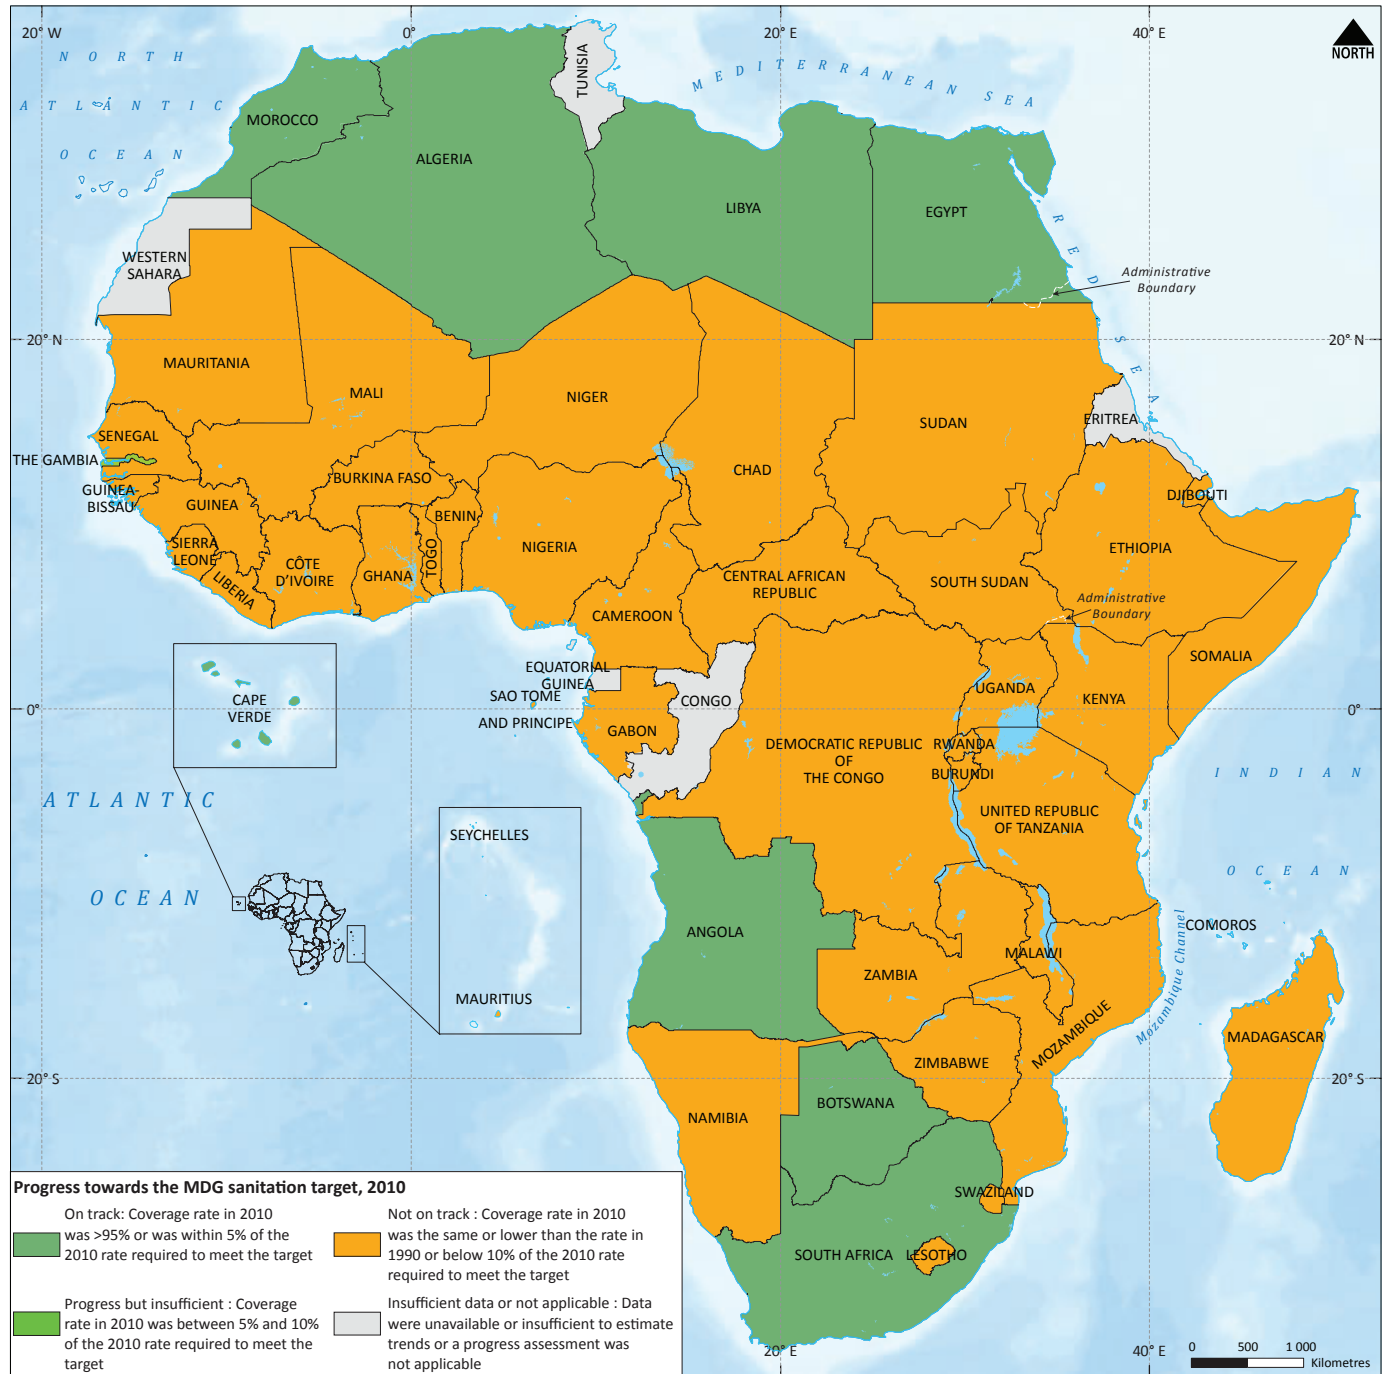 20° W
0°
20° E
40° E
NORTH
NORTH
ATLANTIC
OCEAN
MEDITERRANEAN SEA
TUNISIA
MOROCCO
ALGERIA
LIBYA
EGYPT
RED SEA
WESTERN
SAHARA
Administrative
Boundary
20° N
20° N
MAURITANIA
MALI
NIGER
CHAD
SUDAN
ERITREA
SENEGAL
THE GAMBIA
GUINEA-
BISSAU
GUINEA
BURKINA FASO
BENIN
TOGO
NIGERIA
DJIBOUTI
ETHIOPIA
SIERRA
LEONE
LIBERIA
CÔTE
D’IVOIRE
GHANA
CENTRAL AFRICAN
REPUBLIC
SOUTH SUDAN
Administrative
Boundary
CAMEROON
SOMALIA
EQUATORIAL
GUINEA
SAO TOME
AND PRINCIPE
GABON
CONGO
UGANDA
KENYA
CAPE
VERDE
0°
0°
DEMOCRATIC REPUBLIC
OF
THE CONGO
RWANDA
BURUNDI
UNITED REPUBLIC
OF TANZANIA
INDIAN
OCEAN
ATLANTIC
OCEAN
SEYCHELLES
MAURITIUS
ANGOLA
ZAMBIA
MALAWI
COMOROS
Mozambique Channel
MOZAMBIQUE
MADAGASCAR
ZIMBABWE
20° S
20° S
NAMIBIA
BOTSWANA
SWAZILAND
SOUTH AFRICA
LESOTHO
Progress towards the MDG sanitation target, 2010
On track: Coverage rate in 2010
was >95% or was within 5% of the
2010 rate required to meet the target
Not on track : Coverage rate in 2010
was the same or lower than the rate in
1990 or below 10% of the 2010 rate
required to meet the target
Progress but insufficient : Coverage
rate in 2010 was between 5% and 10%
of the 2010 rate required to meet the
target
Insufficient data or not applicable : Data
were unavailable or insufficient to estimate
trends or a progress assessment was
not applicable
20° E
40° E
0 500 1 000
Kilometres